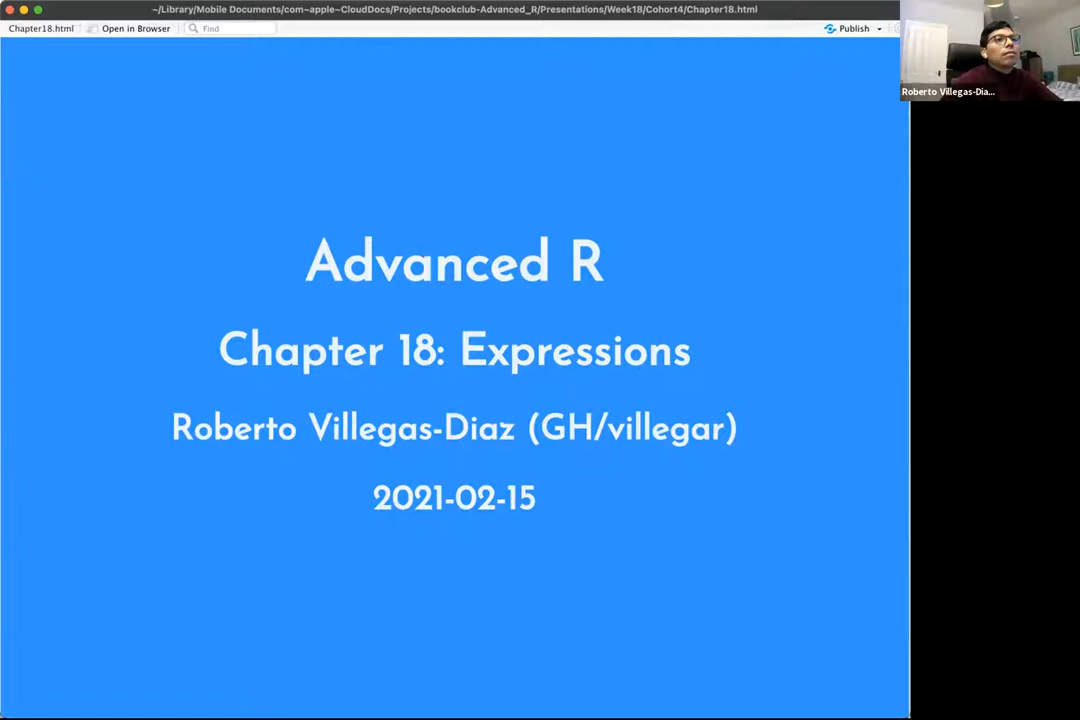 ~/Library/Mobile Documents/com~apple~CloudDocs/Projects/bookclub-Advanced_R/Presentations/Week18/Cohort4/Chapter18.html
Chapter18.html
Open in Browser
Find
Publish
Roberto Villegas-Dia...
Advanced R
Chapter 18: Expressions
Roberto Villegas-Diaz (GH/villegar)
2021-02-15